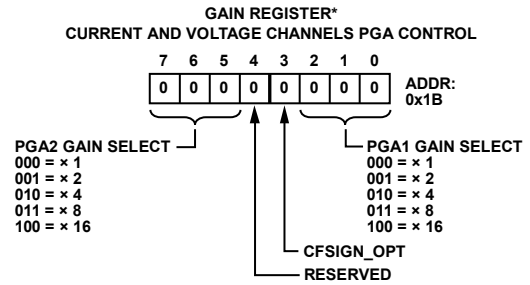 GAIN REGISTER*
CURRENT AND VOLTAGE CHANNELS PGA CONTROL
7 6 5 4 3 2 1 0
0 0 0 0 0 0 0 0
ADDR:
0x1B
PGA2 GAIN SELECT
000 = × 1
001 = × 2
010 = × 4
011 = × 8
100 = × 16
PGA1 GAIN SELECT
000 = × 1
001 = × 2
010 = × 4
011 = × 8
100 = × 16
CFSIGN_OPT
RESERVED